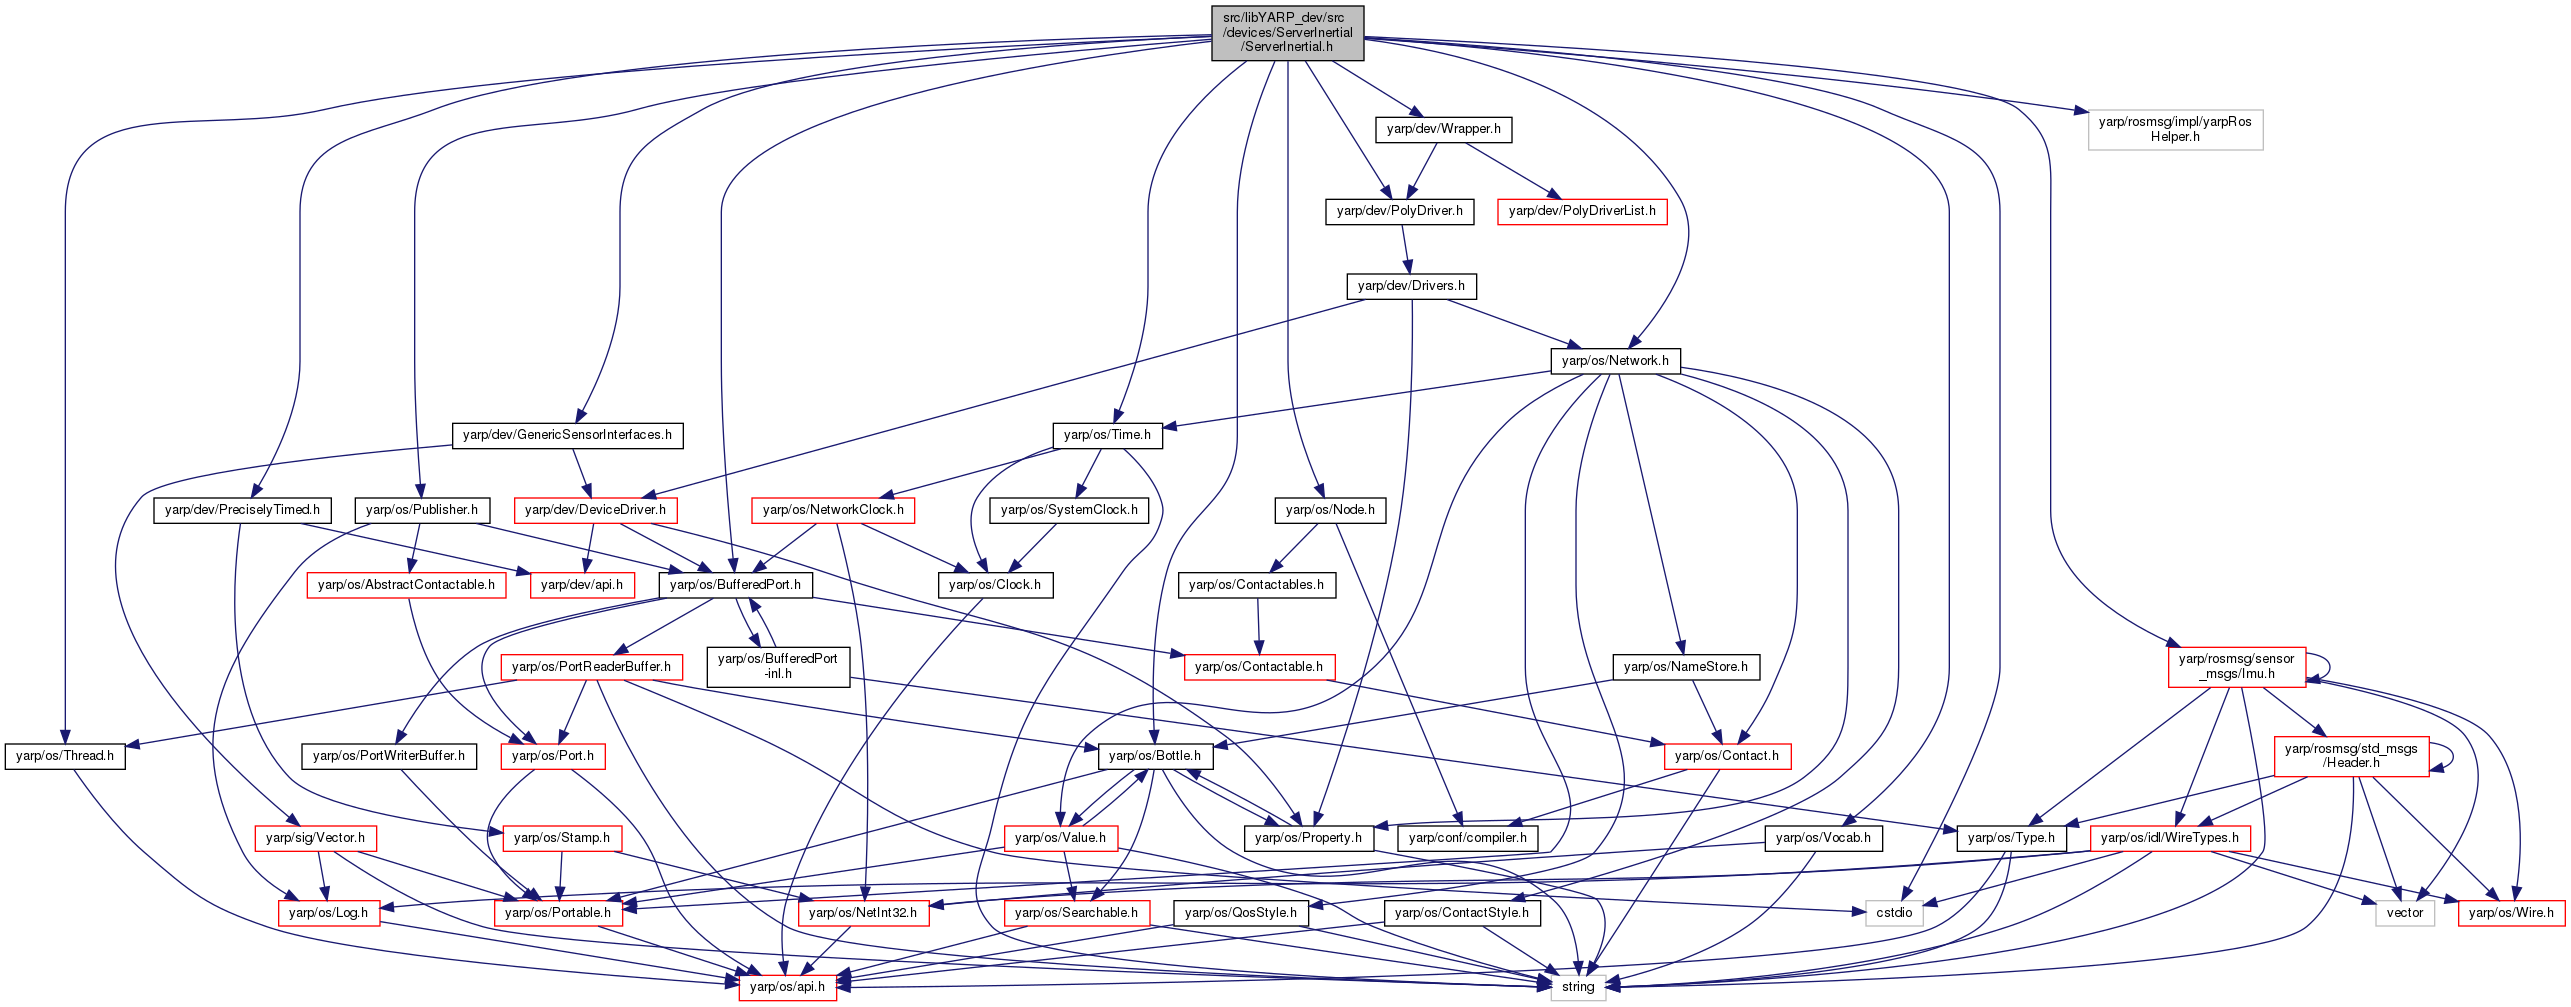 src/libYARP_dev/src
/devices/ServerInertial
/ServerInertial.h
yarp/rosmsg/impl/yarpRos
Helper.h
yarp/dev/Wrapper.h
yarp/dev/PolyDriver.h
yarp/dev/PolyDriverList.h
yarp/dev/Drivers.h
yarp/os/Network.h
yarp/dev/GenericSensorInterfaces.h
yarp/os/Time.h
yarp/dev/PreciselyTimed.h
yarp/os/Publisher.h
yarp/dev/DeviceDriver.h
yarp/os/NetworkClock.h
yarp/os/SystemClock.h
yarp/os/Node.h
yarp/os/AbstractContactable.h
yarp/dev/api.h
yarp/os/BufferedPort.h
yarp/os/Clock.h
yarp/os/Contactables.h
yarp/os/PortReaderBuffer.h
yarp/os/BufferedPort
-inl.h
yarp/os/Contactable.h
yarp/os/NameStore.h
yarp/rosmsg/sensor
_msgs/Imu.h
yarp/os/Thread.h
yarp/os/PortWriterBuffer.h
yarp/os/Port.h
yarp/os/Bottle.h
yarp/os/Contact.h
yarp/rosmsg/std_msgs
/Header.h
yarp/sig/Vector.h
yarp/os/Stamp.h
yarp/os/Value.h
yarp/os/Property.h
yarp/conf/compiler.h
yarp/os/Vocab.h
yarp/os/Type.h
yarp/os/idl/WireTypes.h
yarp/os/Log.h
yarp/os/Portable.h
yarp/os/NetInt32.h
yarp/os/Searchable.h
yarp/os/QosStyle.h
yarp/os/ContactStyle.h
cstdio
vector
yarp/os/Wire.h
yarp/os/api.h
string